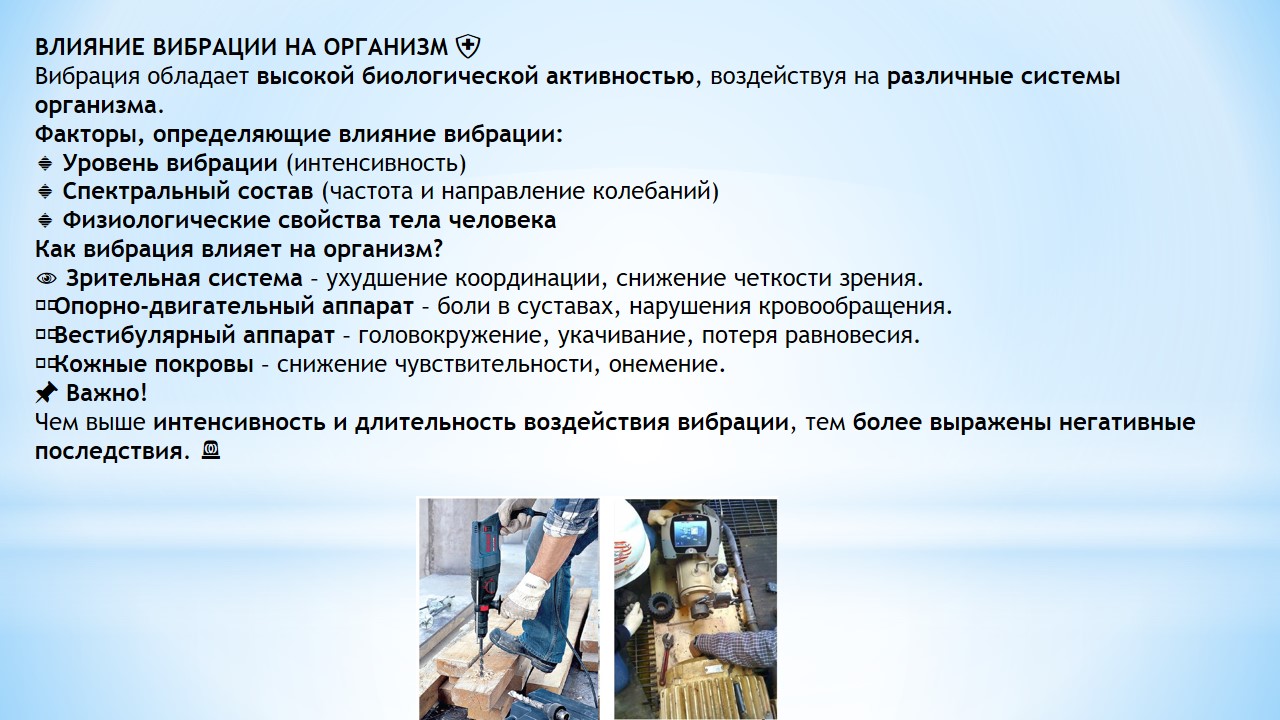 ВЛИЯНИЕ ВИБРАЦИИ НА ОРГАНИЗМ
Вибрация обладает высокой биологической активностью, воздействуя на различные системы
организма.
Факторы, определяющие влияние вибрации:
Уровень вибрации (интенсивность)
Спектральный состав (частота и направление колебаний)
Физиологические свойства тела человека
Как вибрация влияет на организм?
Зрительная система – ухудшение координации, снижение четкости зрения.
Опорно-двигательный аппарат – боли в суставах, нарушения кровообращения.
Вестибулярный аппарат – головокружение, укачивание, потеря равновесия.
Кожные покровы – снижение чувствительности, онемение.
Важно!
Чем выше интенсивность и длительность воздействия вибрации, тем более выражены негативные
последствия.